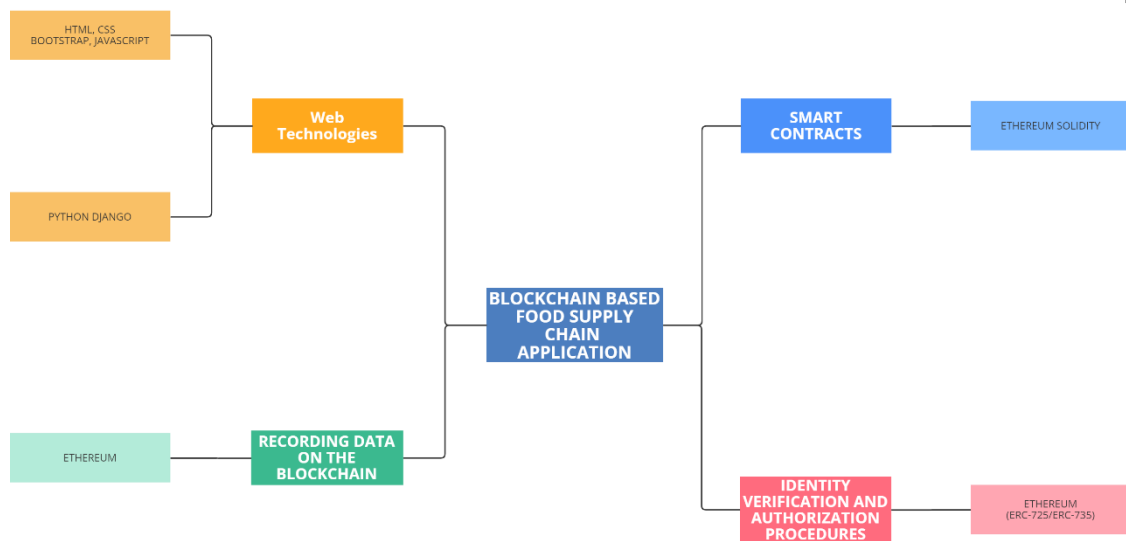 HTML, CSS
BOOTSTRAP, JAVASCRIPT
Web
Technologies
PYTHON DJANGO
BLOCKCHAIN BASED
FOOD SUPPLY
CHAIN
APPLICATION
ETHEREUM
RECORDING DATA
ON THE
BLOCKCHAIN
SMART
CONTRACTS
ETHEREUM SOLIDITY
IDENTITY
VERIFICATION AND
AUTHORIZATION
PROCEDURES
ETHEREUM
(ERC-725/ERC-735)